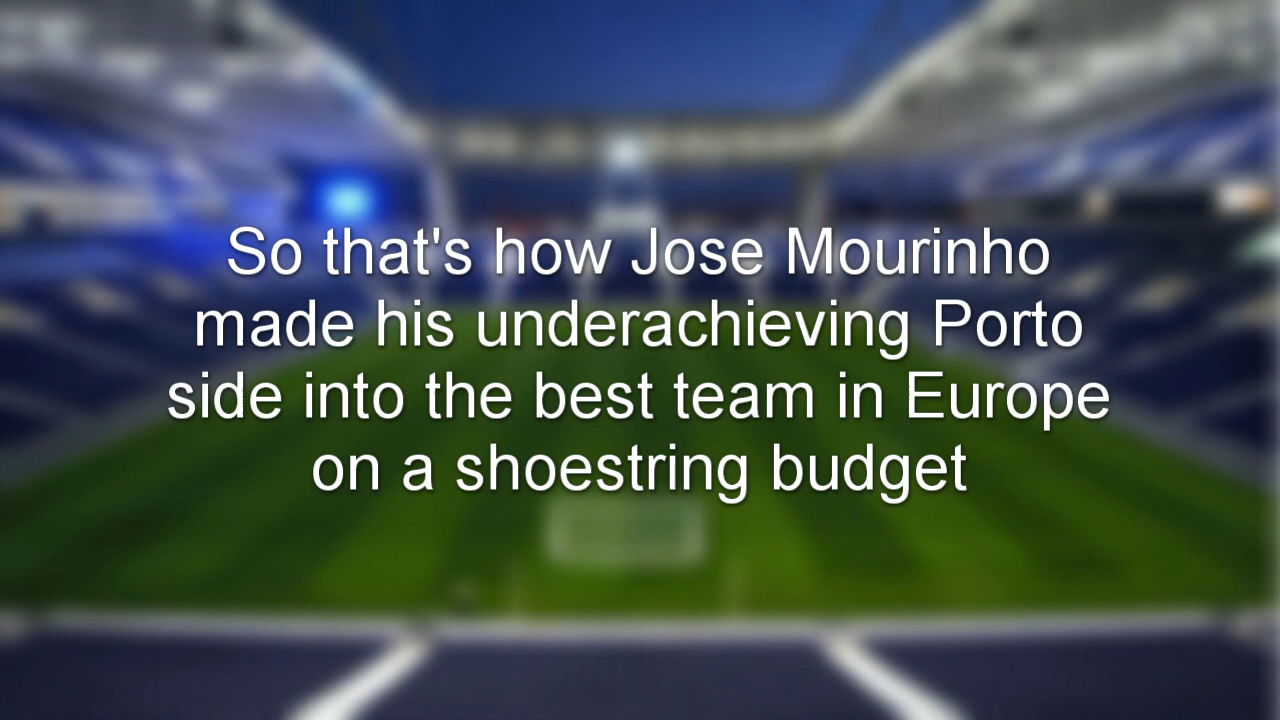 So that's how Jose Mourinho
made his underachieving Porto
side into the best team in Europe
on a shoestring budget